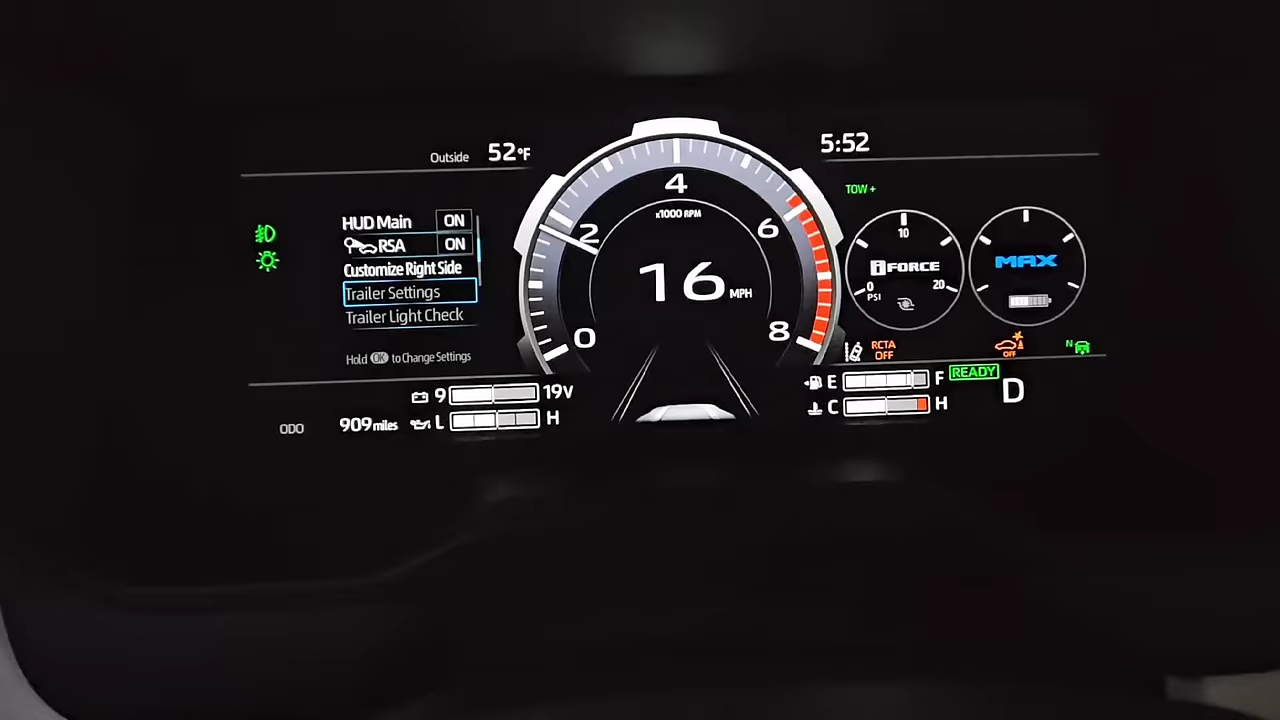 Outside 52°F
5:52
TOW+
HUD Main ON
RSA ON
Customize Right Side
Trailer Settings
Trailer Light Check
Hold OK to Change Settings
4
x1000 RPM
2
6
0
8
16 MPH
10
iFORCE
0
20
PSI
MAX
RCTA
OFF
OFF
N
9 19V
ODO 909 miles L H
E F READY
C H
D